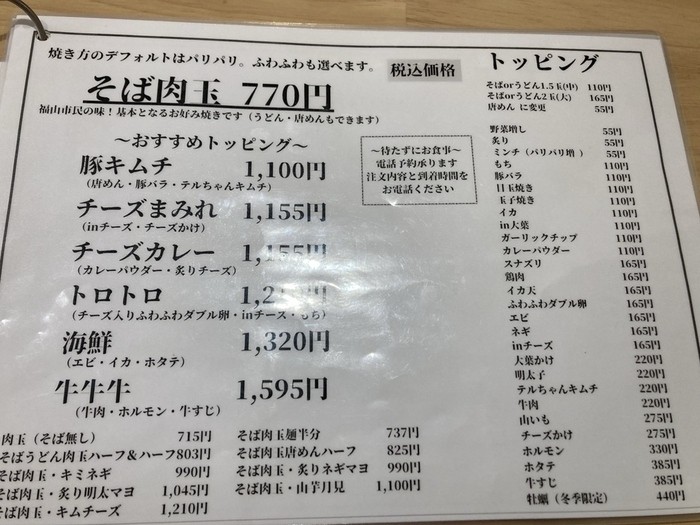 焼き方のデフォルトはパリパリ。ふわふわも選べます。
税込価格
そば肉玉 770円
福山市民の味！基本となるお好み焼きです（うどん・唐めんもできます）
～おすすめトッピング～
豚キムチ 1,100円
（唐めん・豚バラ・テルちゃんキムチ）
チーズまみれ 1,155円
（inチーズ・チーズかけ）
チーズカレー 1,155円
（カレーパウダー・炙りチーズ）
トロトロ
（チーズ入りふわふわダブル卵・inチーズ・もち）
海鮮 1,320円
（エビ・イカ・ホタテ）
牛牛牛 1,595円
（牛肉・ホルモン・牛すじ）
～待たずにお食事～
電話予約承ります
注文内容と到着時間を
お電話ください
肉玉（そば無し） 715円
そばうどん肉玉ハーフ&ハーフ803円
そば肉玉・キミネギ 990円
そば肉玉・炙り明太マヨ 1,045円
そば肉玉・キムチーズ 1,210円
そば肉玉麺半分 737円
そば肉玉唐めんハーフ 825円
そば肉玉・炙りネギマヨ 990円
そば肉玉・山芋月見 1,100円
トッピング
そばorうどん1.5玉(中) 110円
そばorうどん2玉(大) 165円
唐めん に変更 55円
野菜増し 55円
炙り 55円
ミンチ（パリパリ増 ） 55円
もち 110円
豚バラ 110円
目玉焼き 110円
玉子焼き 110円
イカ 110円
in大葉 110円
ガーリックチップ 110円
カレーパウダー 110円
スナズリ 165円
鶏肉 165円
イカ天 165円
ふわふわダブル卵 165円
エビ 165円
ネギ 165円
inチーズ 165円
大葉かけ 220円
明太子 220円
テルちゃんキムチ 220円
牛肉 220円
山いも 275円
チーズかけ 275円
ホルモン 330円
ホタテ 385円
牛すじ 385円
牡蠣（冬季限定） 440円